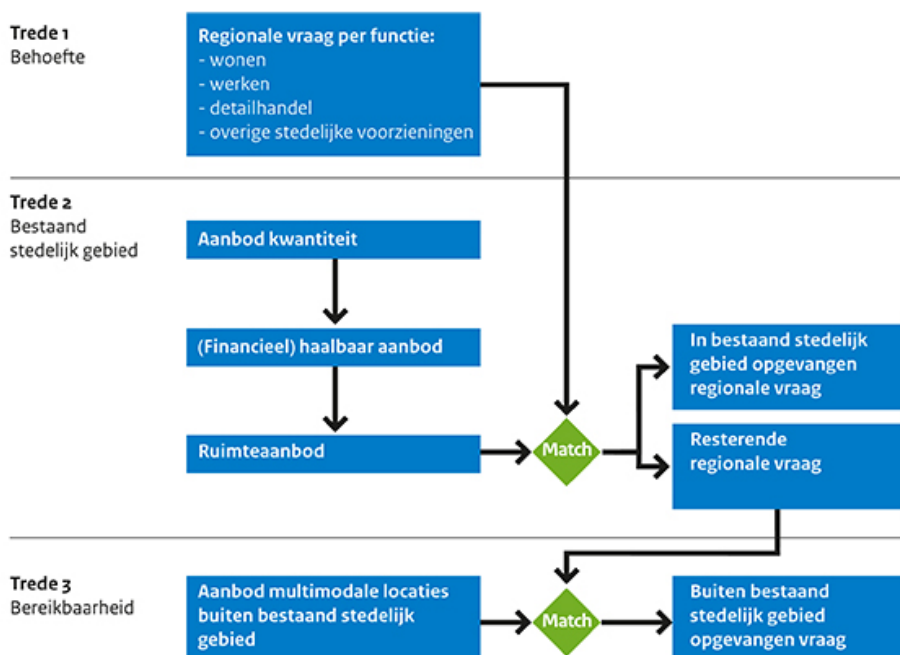 Trede 1
Behoefte
Regionale vraag per functie:
- wonen
- werken
- detailhandel
- overige stedelijke voorzieningen
Trede 2
Bestaand
stedelijk gebied
Aanbod kwantiteit
(Financieel) haalbaar aanbod
Ruimteaanbod
Match
In bestaand stedelijk
gebied opgevangen
regionale vraag
Resterende
regionale vraag
Trede 3
Bereikbaarheid
Aanbod multimodale locaties
buiten bestaand stedelijk
gebied
Match
Buiten bestaand
stedelijk gebied
opgevangen vraag